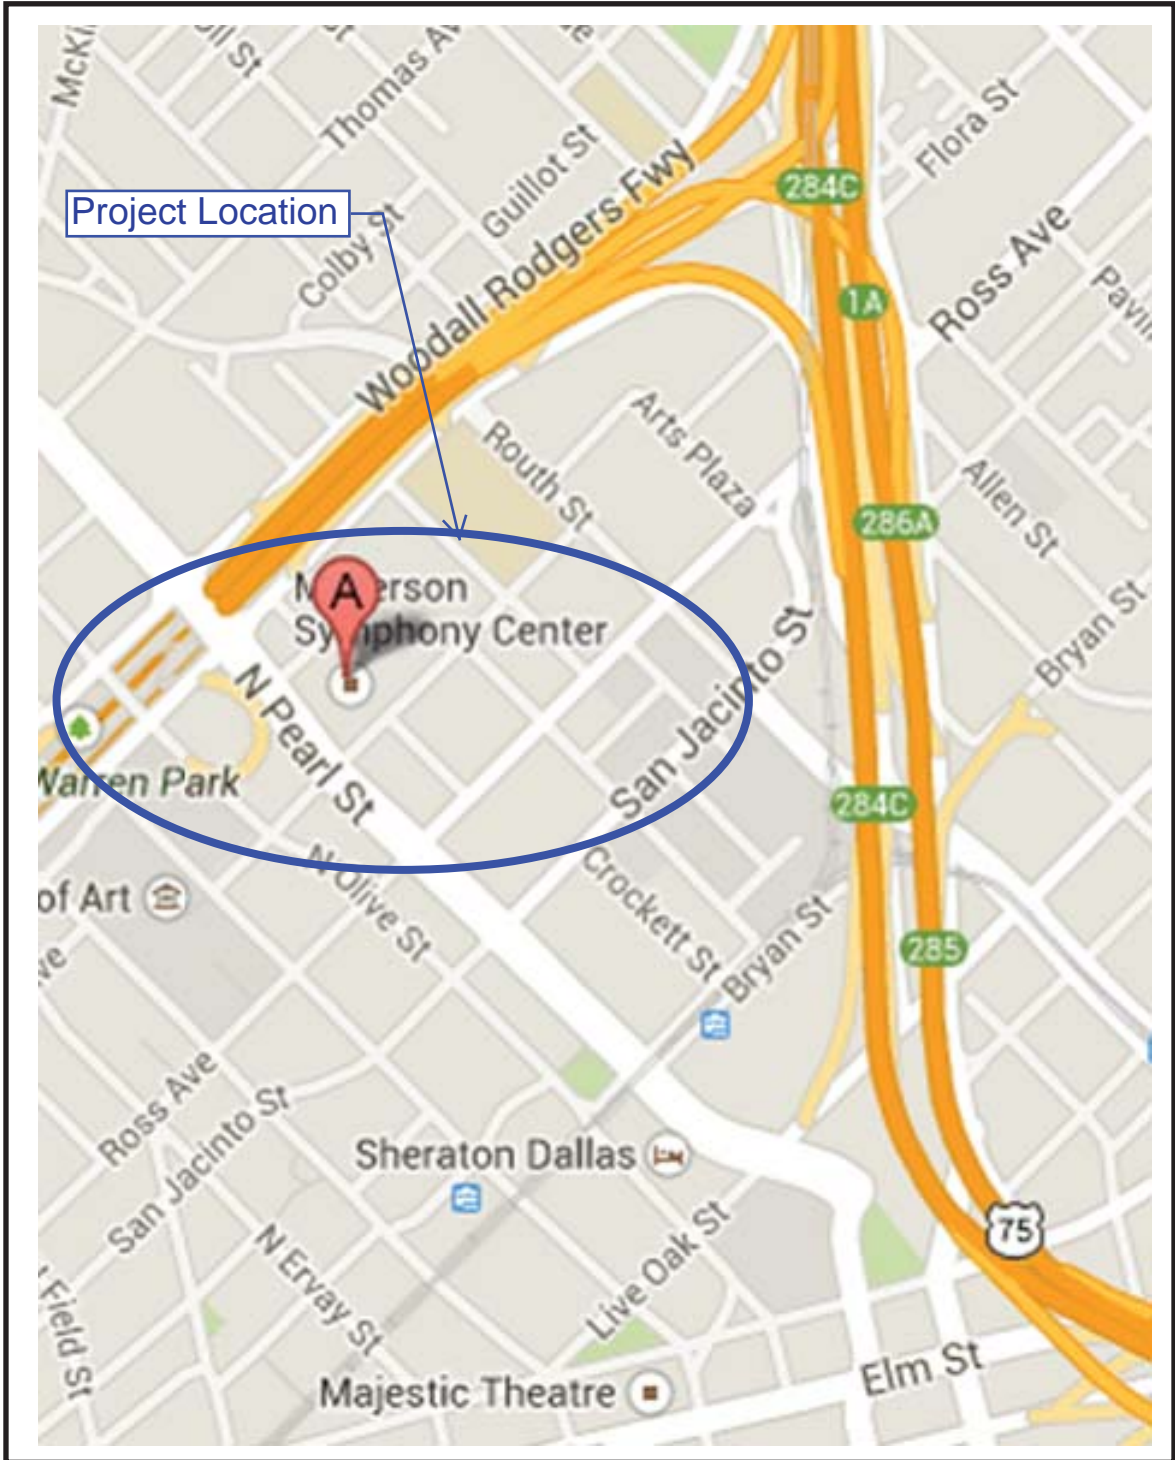 Thomas Av
Flora St
Guillot St
284C
Project Location
Colby St
Woodall Rodgers Fwy
Ross Ave
1A
Arts Plaza
Routh St
Allen St
286A
A
erson
Symphony Center
Bryan St
San Jacinto St
N Pearl St
Warren Park
284C
N Olive St
of Art
Crockett St
Bryan St
285
Ross Ave
San Jacinto St
Sheraton Dallas
75
N Ervay St
Live Oak St
Field St
Elm St
Majestic Theatre